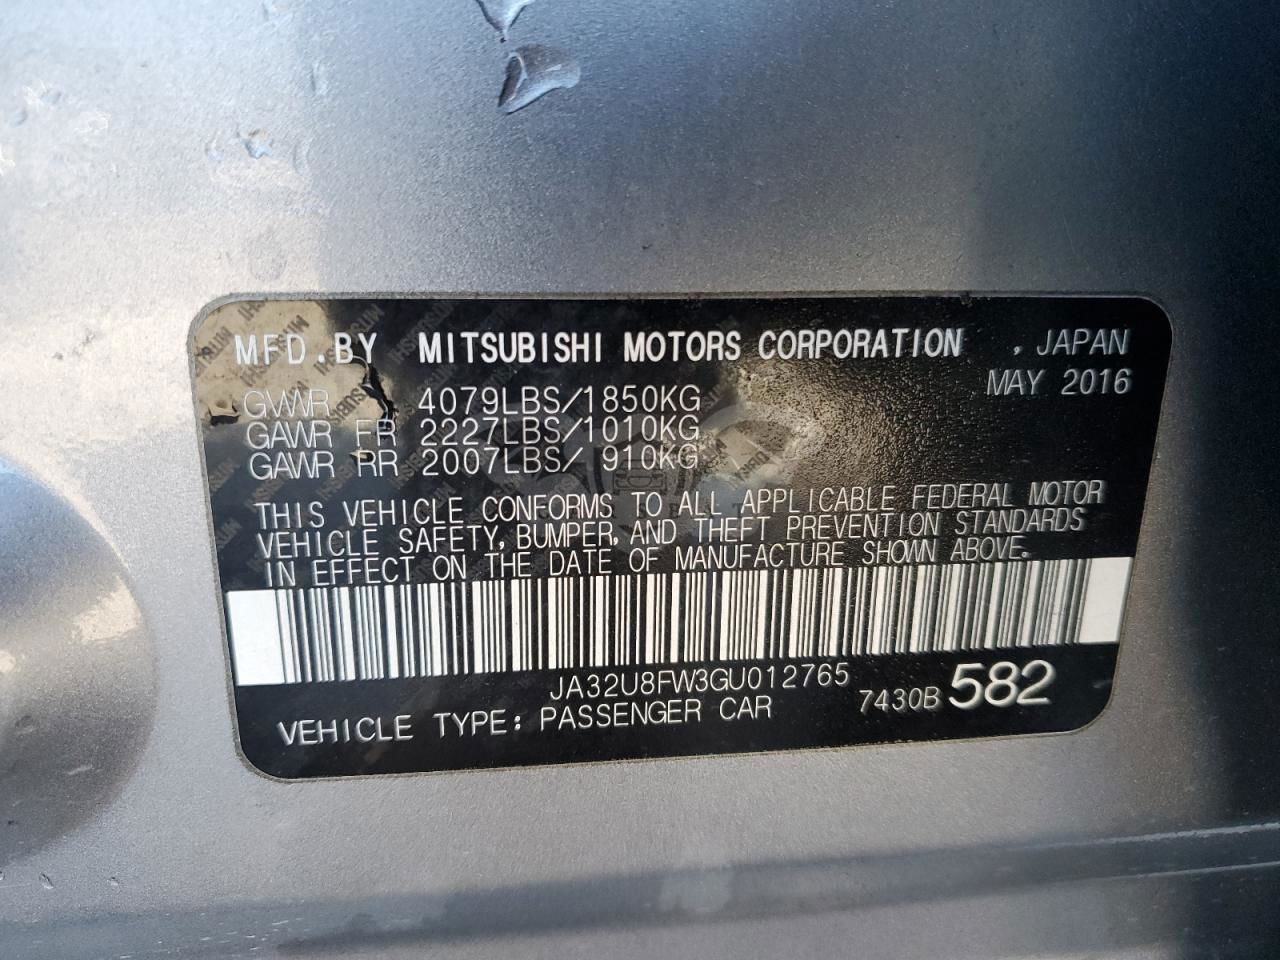 MFD.BY MITSUBISHI MOTORS CORPORATION , JAPAN
MAY 2016
GVWR 4079LBS/1850KG
GAWR FR 2227LBS/1010KG
GAWR RR 2007LBS/ 910KG
THIS VEHICLE CONFORMS TO ALL APPLICABLE FEDERAL MOTOR
VEHICLE SAFETY, BUMPER, AND THEFT PREVENTION STANDARDS
IN EFFECT ON THE DATE OF MANUFACTURE SHOWN ABOVE.
JA32U8FW3GU012765
7430B 582
VEHICLE TYPE: PASSENGER CAR